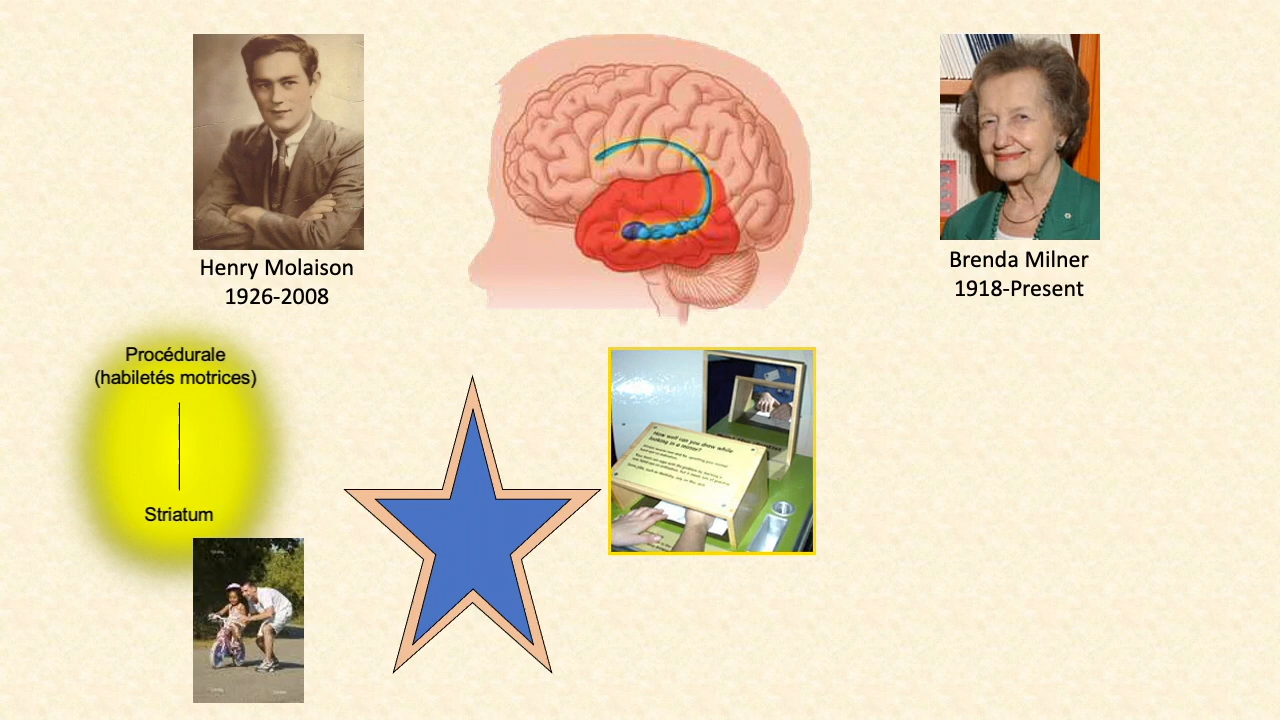 Henry Molaison
1926-2008
Brenda Milner
1918-Present
Procédurale
(habiletés motrices)
Striatum
How well can you draw while
looking in a mirror?